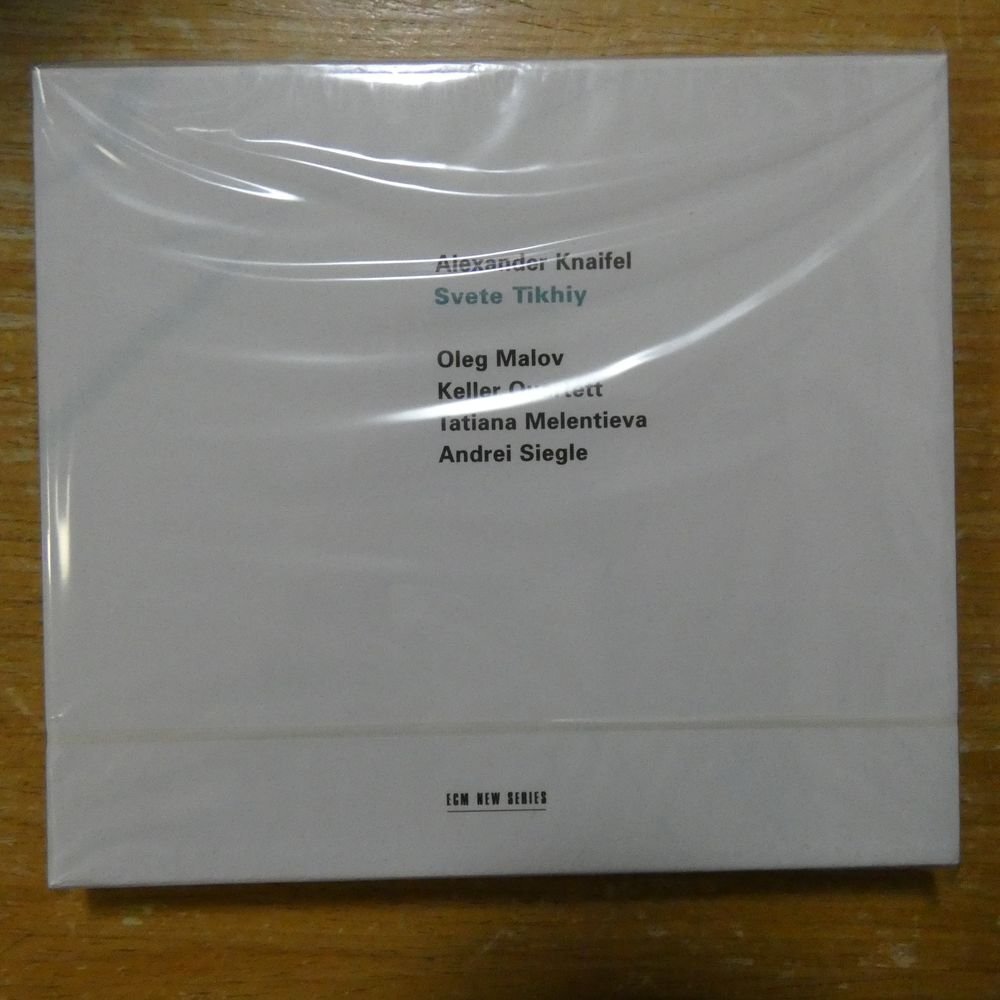 Alexander Knaifel
Svete Tikhiy
Oleg Malov
Keller Quartett
Tatiana Melentieva
Andrei Siegle
ECM NEW SERIES